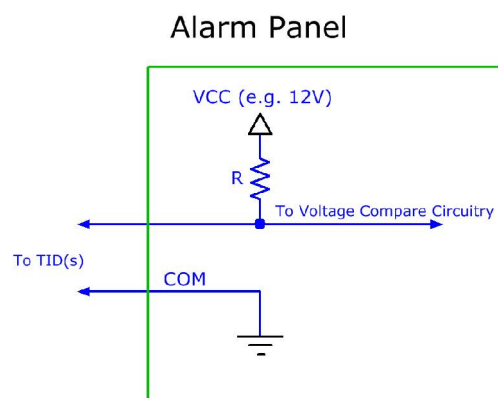 Alarm Panel
VCC (e.g. 12V)
R
To Voltage Compare Circuitry
To TID(s)
COM